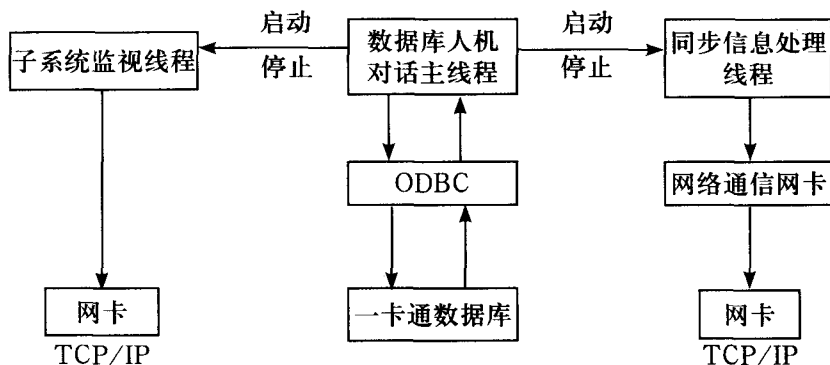 子系统监视线程
启动
停止
数据库人机
对话主线程
启动
停止
同步信息处理
线程
ODBC
网络通信网卡
网卡
TCP/IP
一卡通数据库
网卡
TCP/IP